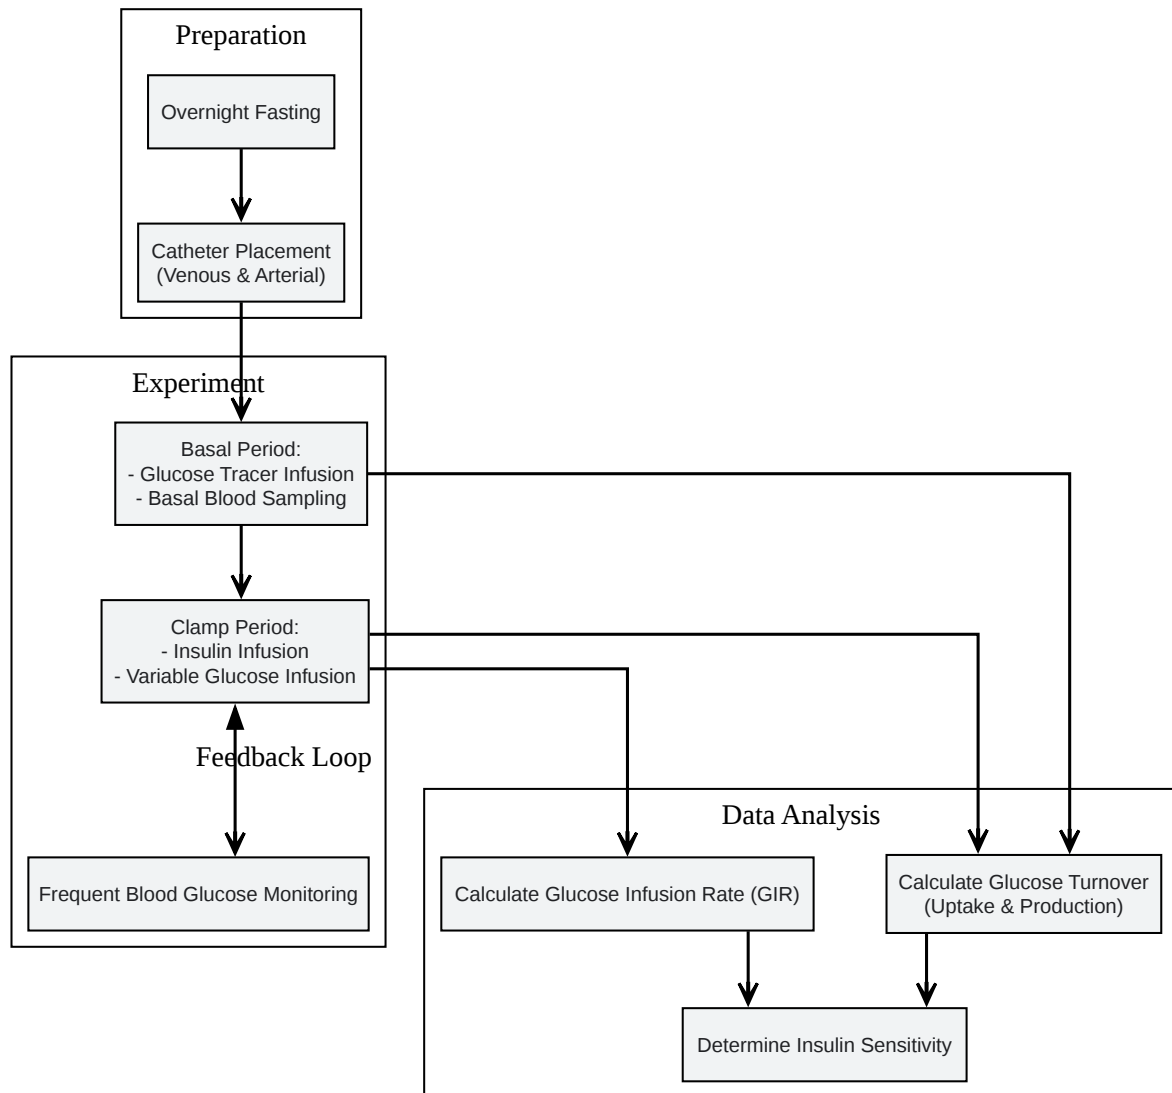 Preparation
Overnight Fasting
Catheter Placement
(Venous & Arterial)
Experiment
Basal Period:
- Glucose Tracer Infusion
- Basal Blood Sampling
Clamp Period:
- Insulin Infusion
- Variable Glucose Infusion
Feedback Loop
Frequent Blood Glucose Monitoring
Data Analysis
Calculate Glucose Infusion Rate (GIR)
Calculate Glucose Turnover
(Uptake & Production)
Determine Insulin Sensitivity